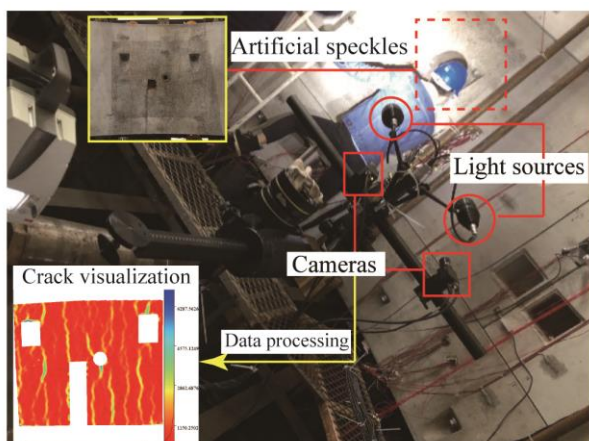 Artificial speckles
Light sources
Cameras
Crack visualization
Data processing